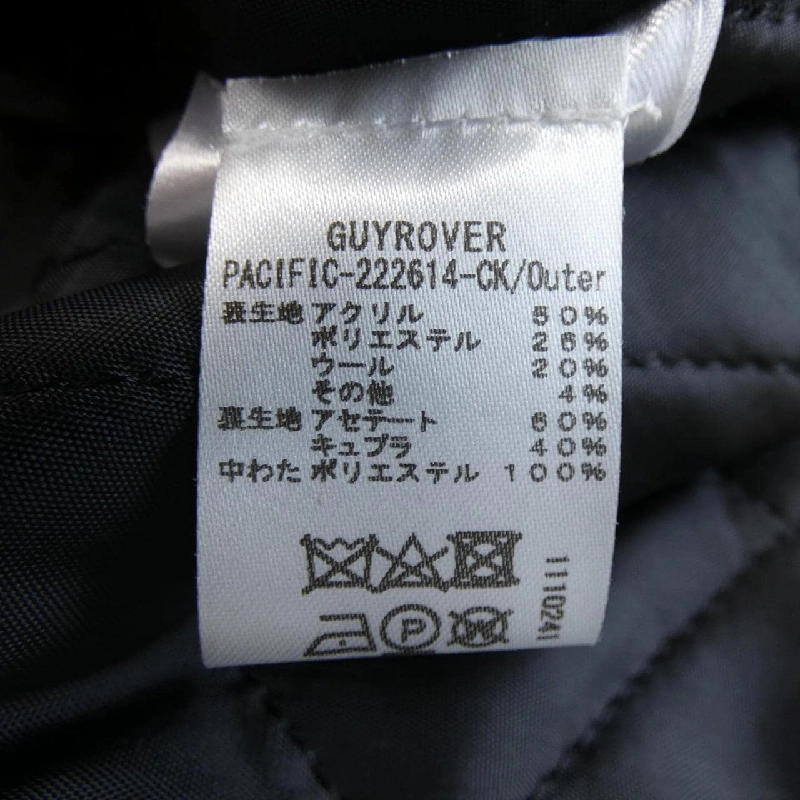 GUYROVER
PACIFIC-222614-CK/Outer
表生地 アクリル 50%
ポリエステル 26%
ウール 20%
その他 4%
裏生地 アセテート 60%
キュプラ 40%
中わた ポリエステル 100%
P
W
1110241